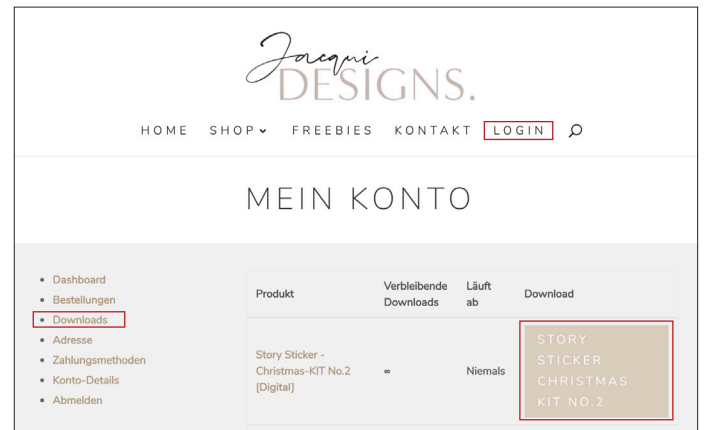 Jacqui
DESIGNS.
HOME SHOP FREEBIES KONTAKT LOGIN
MEIN KONTO
• Dashboard
• Bestellungen
• Downloads
• Adresse
• Zahlungsmethoden
• Konto-Details
• Abmelden
Produkt
Verbleibende
Downloads
Läuft
ab
Download
Story Sticker -
Christmas-KIT No.2
[Digital]
∞
Niemals
STORY
STICKER
CHRISTMAS
KIT NO.2